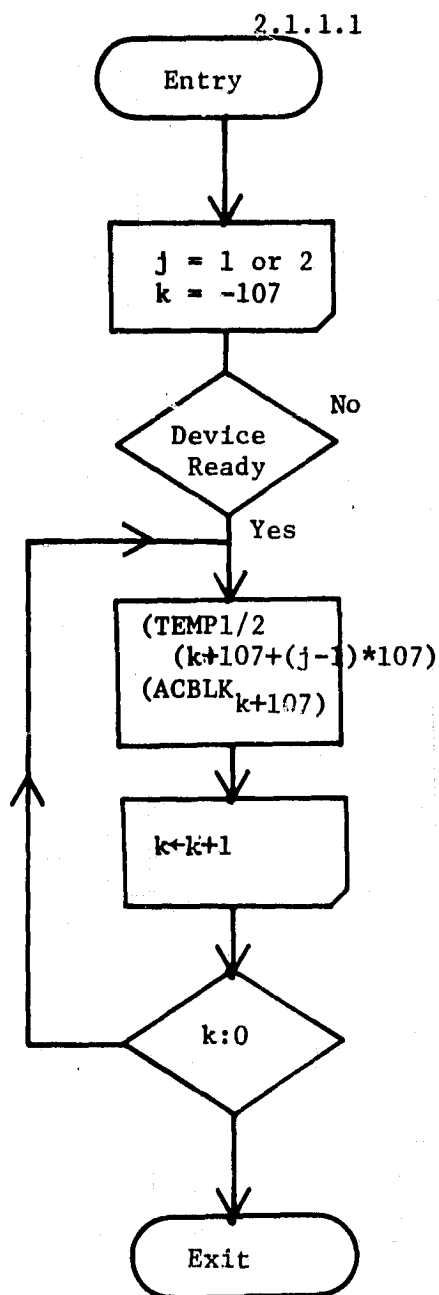 2.1.1.1
Entry
j = 1 or 2
k = -107
No
Device
Ready
Yes
(TEMP1/2
(k+107+(j-1)*107)
(ACBLK k+107)
k←k+1
k:0
Exit